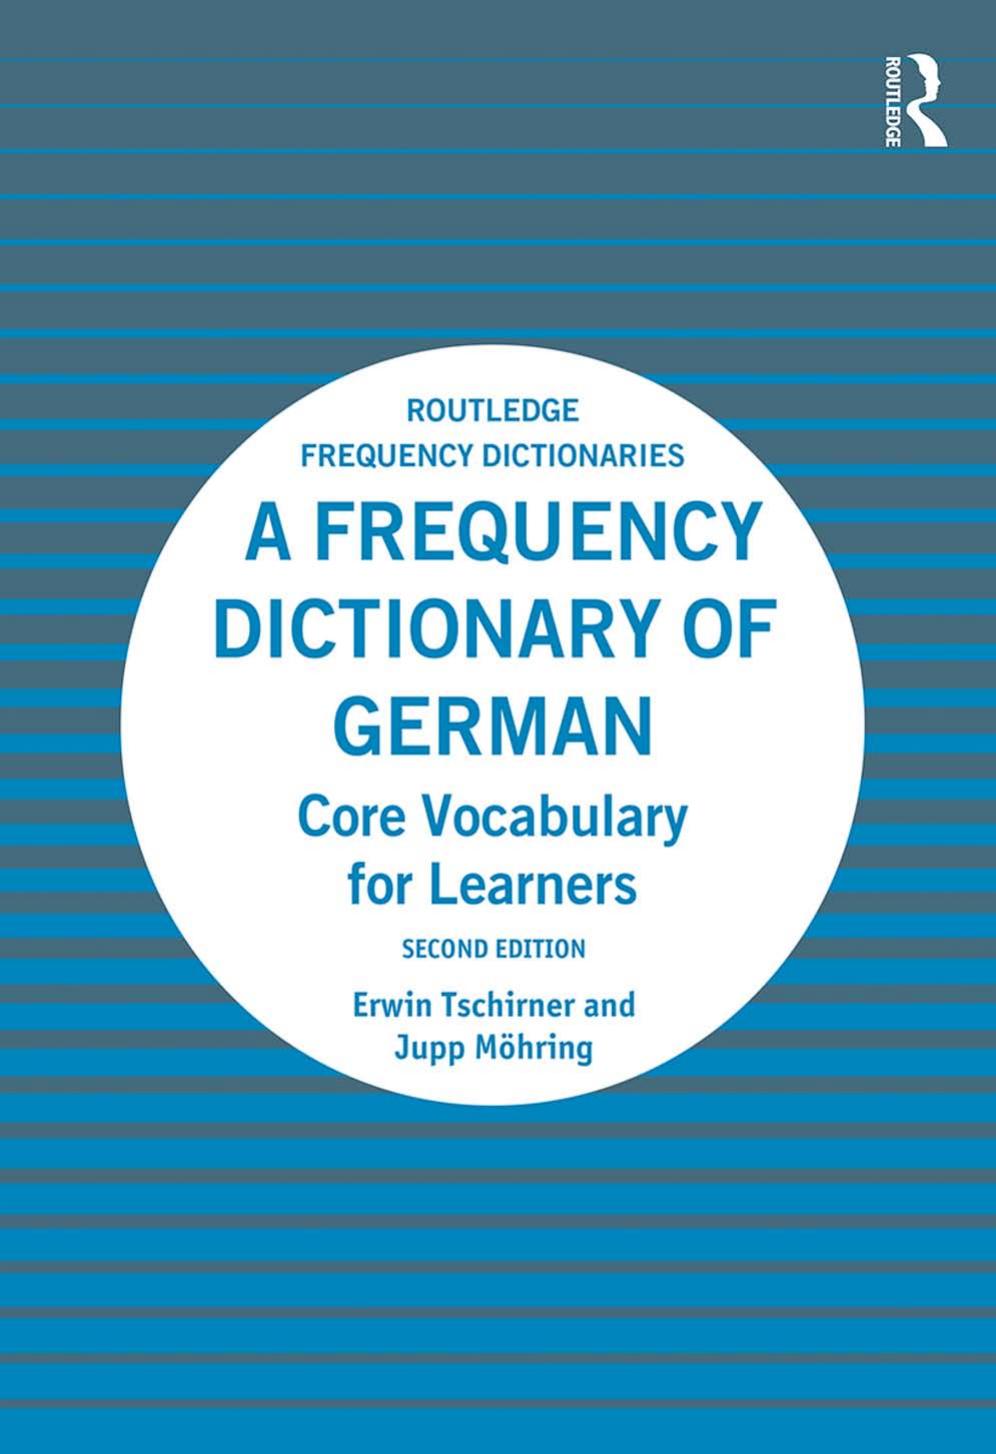 ROUTLEDGE
ROUTLEDGE
FREQUENCY DICTIONARIES
A FREQUENCY
DICTIONARY OF
GERMAN
Core Vocabulary
for Learners
SECOND EDITION
Erwin Tschirner and
Jupp Möhring